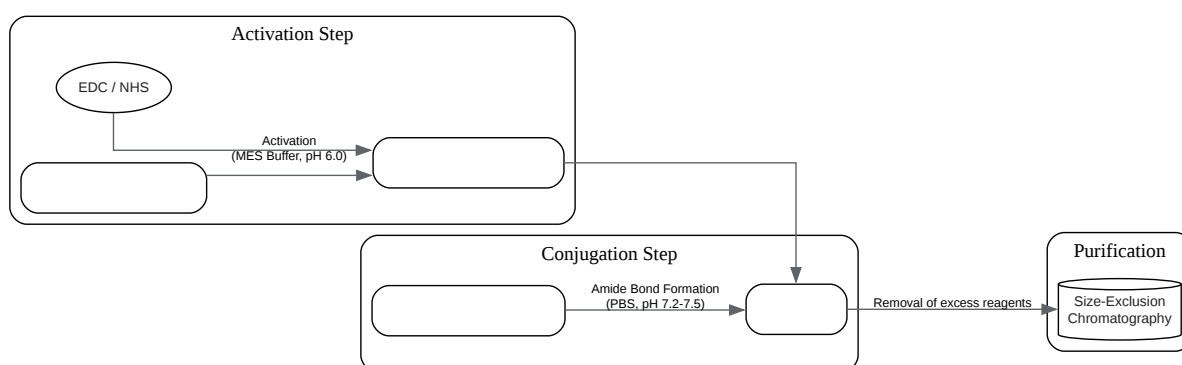 Activation Step
EDC / NHS
Activation
(MES Buffer, pH 6.0)
Conjugation Step
Amide Bond Formation
(PBS, pH 7.2-7.5)
Removal of excess reagents
Purification
Size-Exclusion
Chromatography